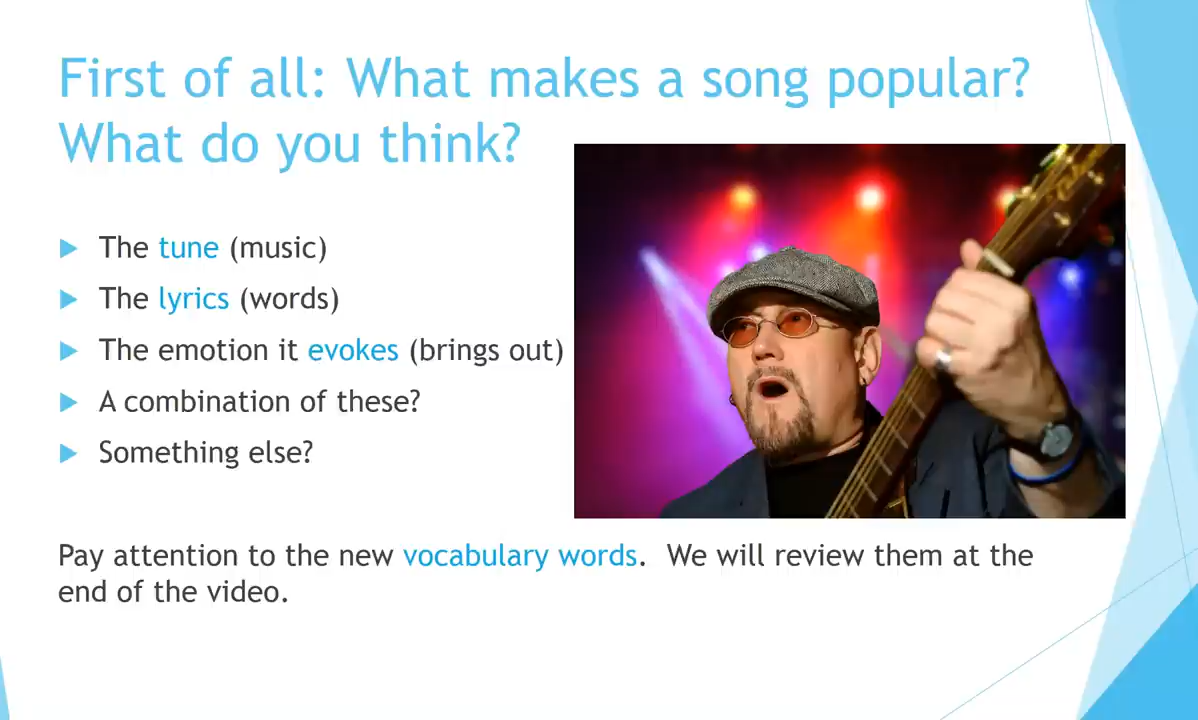 First of all: What makes a song popular?
What do you think?
The tune (music)
The lyrics (words)
The emotion it evokes (brings out)
A combination of these?
Something else?
Pay attention to the new vocabulary words.  We will review them at the
end of the video.